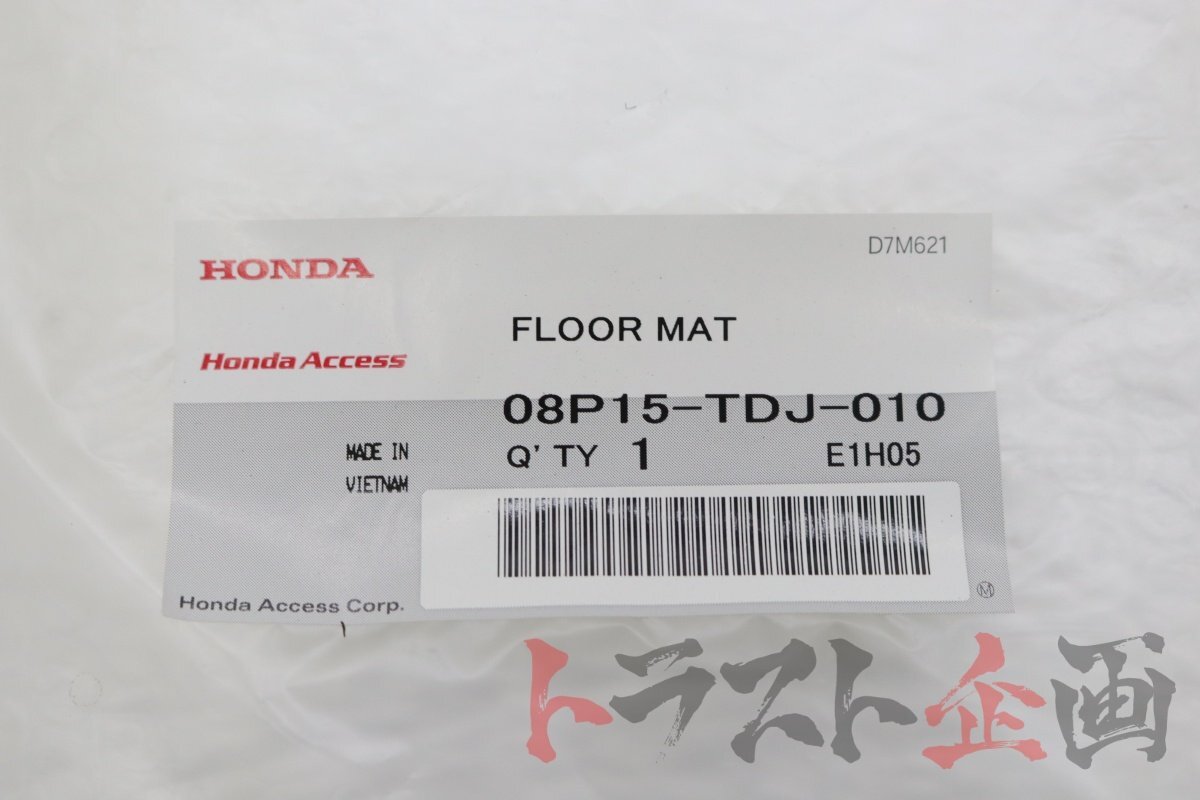 D7M621
HONDA
FLOOR MAT
Honda Access
08P15-TDJ-010
MADE IN
VIETNAM
Q' TY 1 E1H05
Honda Access Corp.
M
トラスト企画